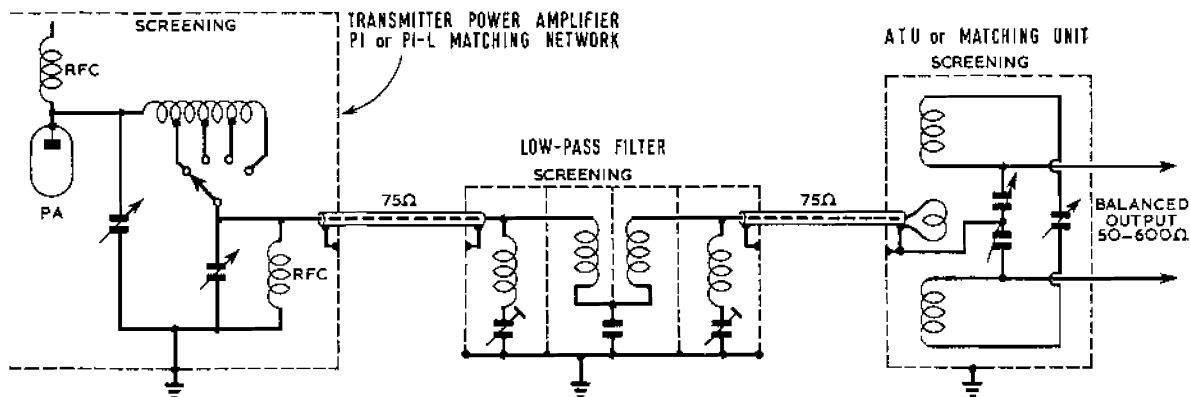 SCREENING
TRANSMITTER POWER AMPLIFIER
PI or PI-L MATCHING NETWORK
RFC
PA
RFC
75Ω
LOW-PASS FILTER
SCREENING
75Ω
ATU or MATCHING UNIT
SCREENING
BALANCED
OUTPUT
50-600Ω